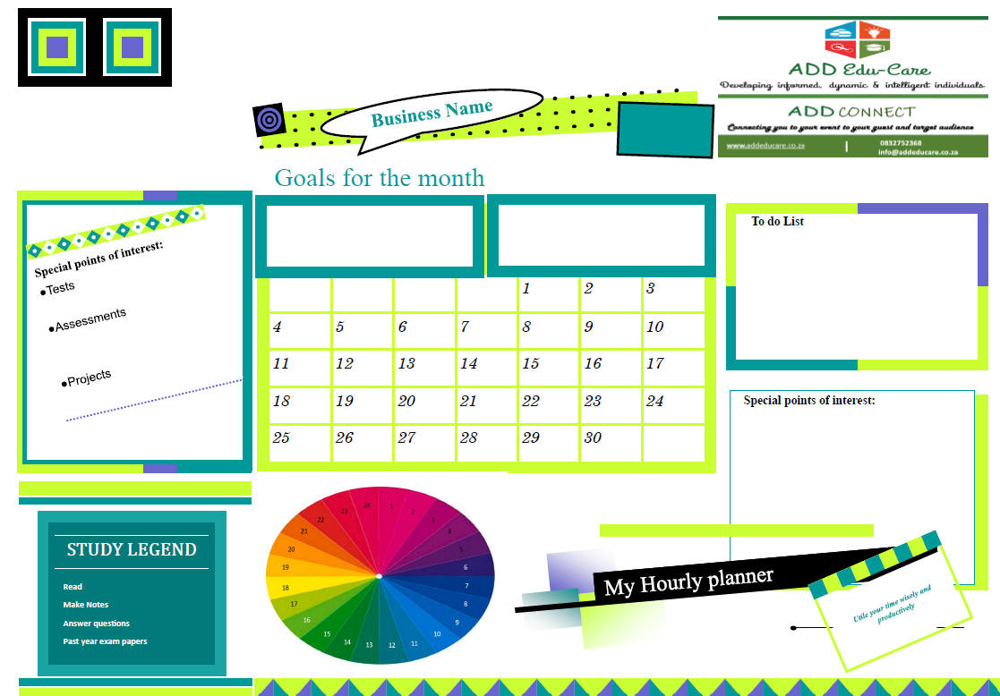 ADD Edu-Care
Developing informed, dynamic & intelligent individuals.
ADD CONNECT
Connecting you to your event to your guest and target audience
www.addeducare.co.za | 0832752368
info@addeducare.co.za
Business Name
Goals for the month
Special points of interest:
●Tests
●Assessments
●Projects
1 2 3
4 5 6 7 8 9 10
11 12 13 14 15 16 17
18 19 20 21 22 23 24
25 26 27 28 29 30
To do List
Special points of interest:
STUDY LEGEND
Read
Make Notes
Answer questions
Past year exam papers
1
2
3
4
5
6
7
8
9
10
11
12
13
14
15
16
17
18
19
20
21
22
23
24
My Hourly planner
Utile your time wisely and
productively